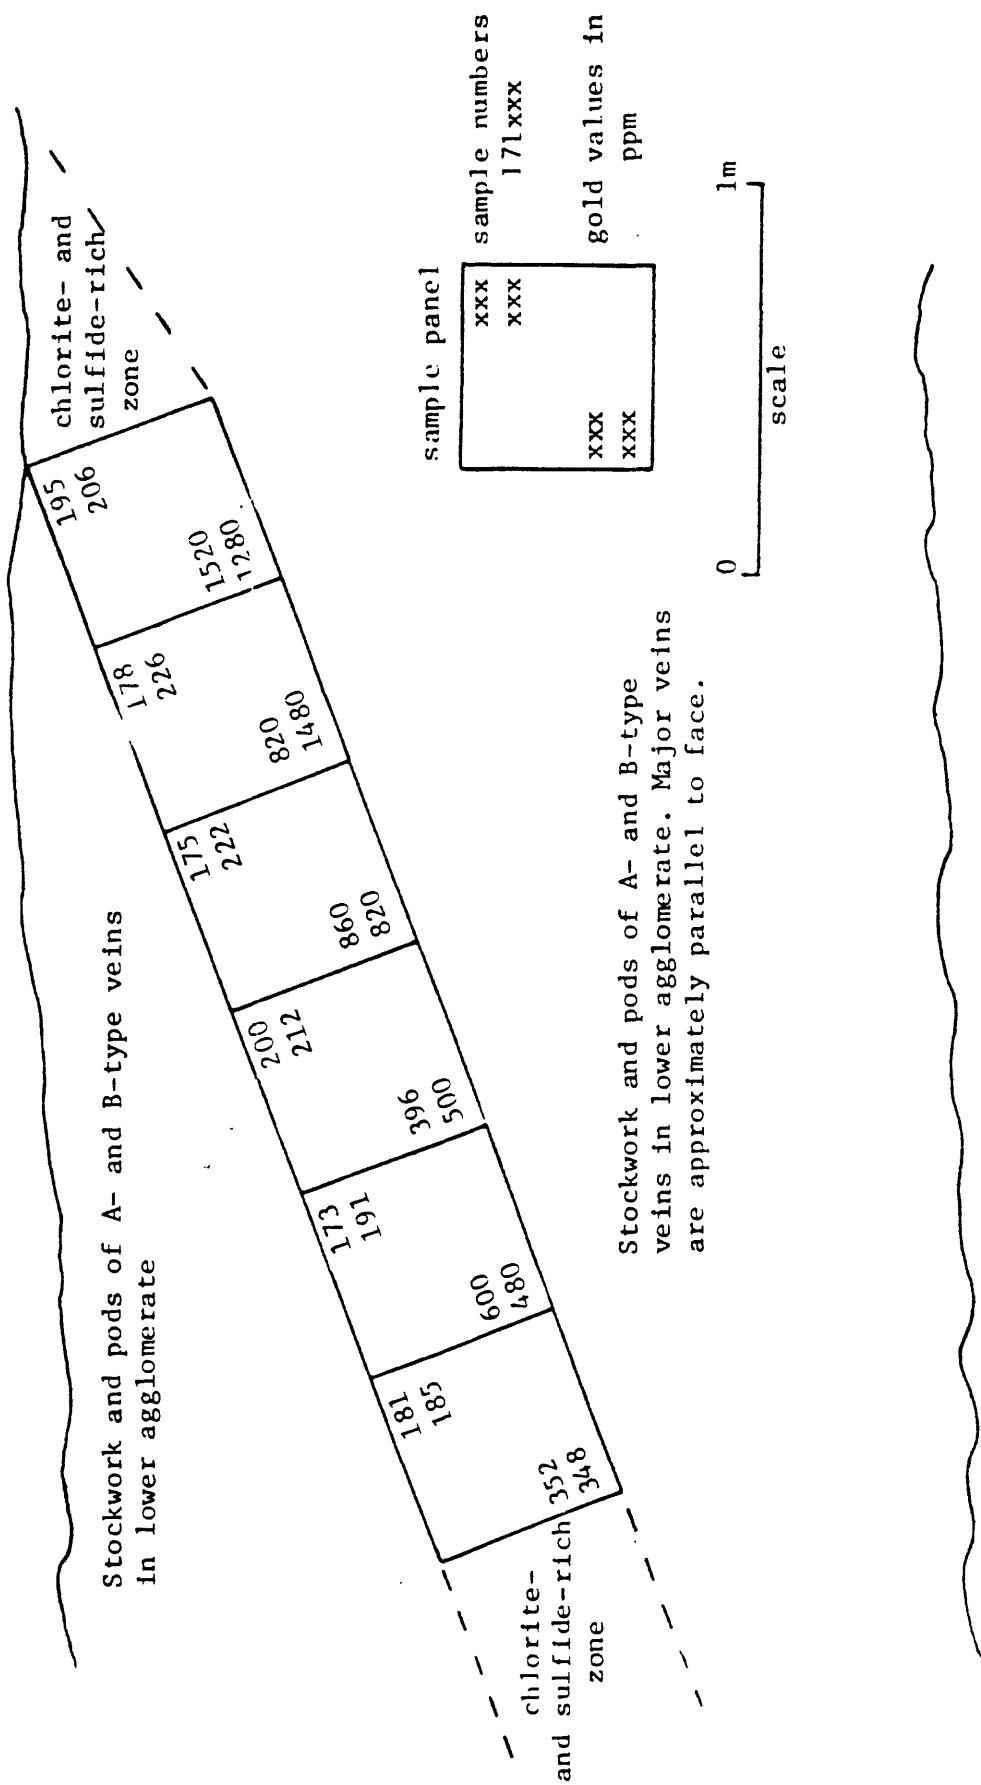 Stockwork and pods of A- and B-type veins
in lower agglomerate
chlorite- and
sulfide-rich
zone
195
206
1520
1280
178
226
820
1480
175
222
860
820
200
212
396
500
173
191
600
480
181
185
352
348
chlorite-
and sulfide-rich
zone
Stockwork and pods of A- and B-type
veins in lower agglomerate. Major veins
are approximately parallel to face.
sample panel
xxx
xxx
xxx
xxx
sample numbers
171xxx
gold values in
ppm
0
1m
scale